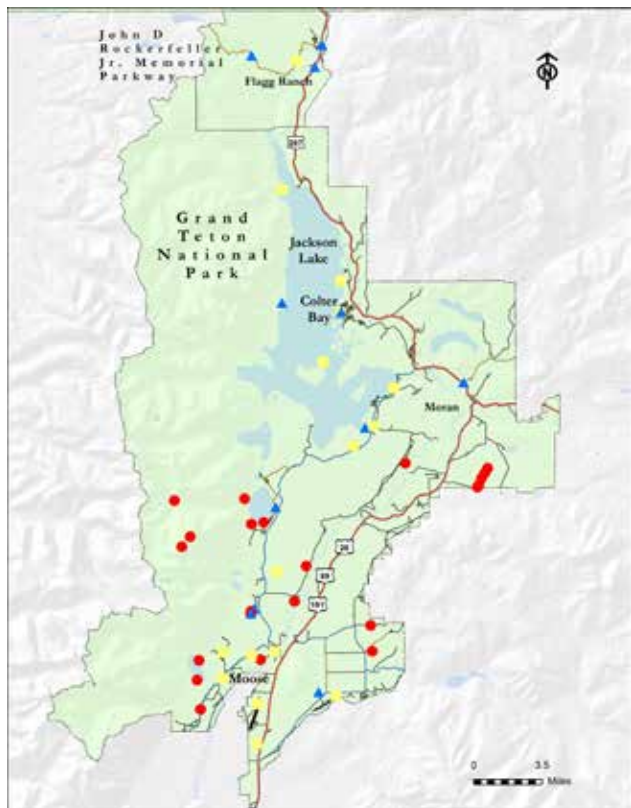 John D
Rockerfeller
Jr. Memorial
Parkway
Flagg Ranch
N
287
Grand
Teton
National
Park
Jackson
Lake
Colter
Bay
Moran
26
89
191
Moose
0 3.5
Miles